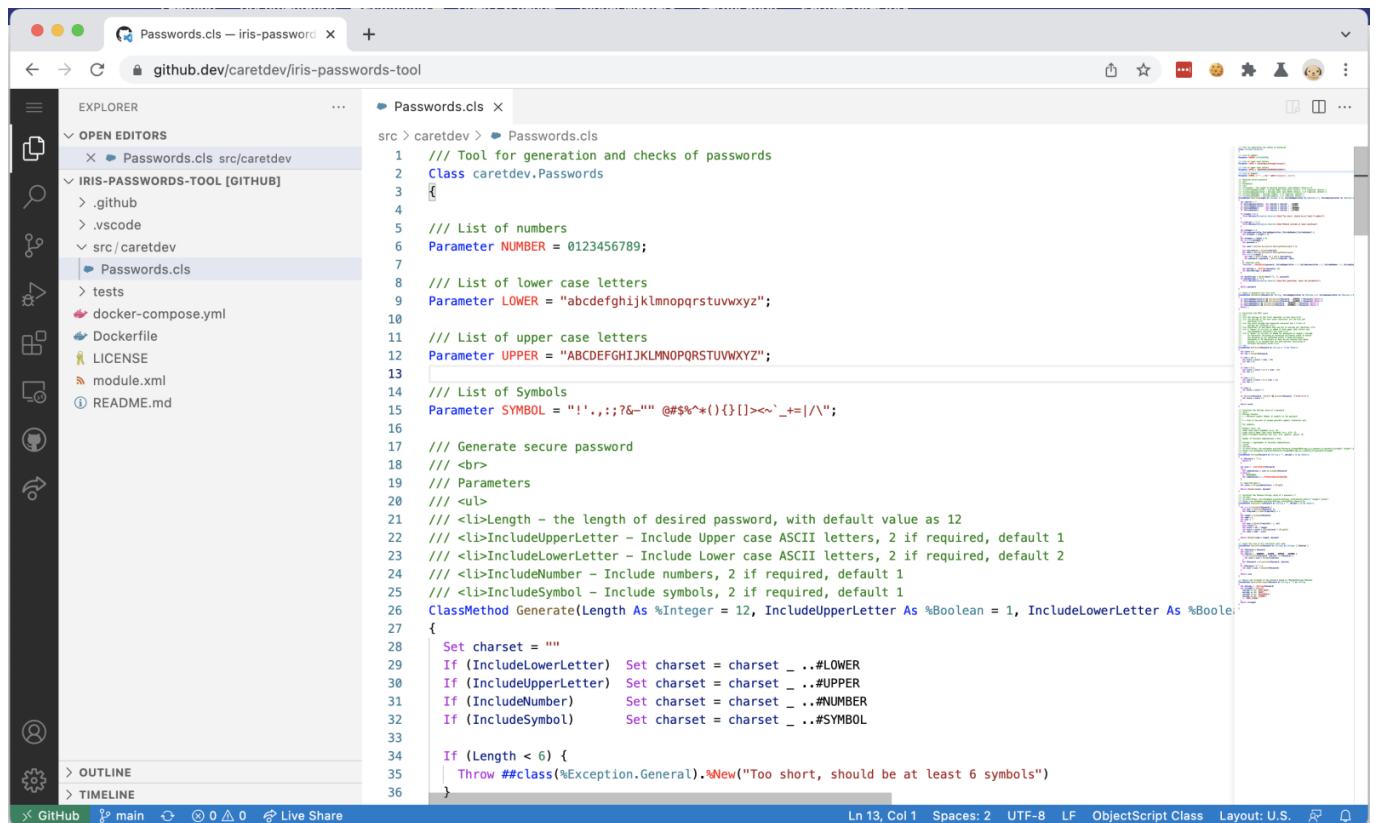 Passwords.cls — iris-password
github.dev/caretdev/iris-passwords-tool
EXPLORER
OPEN EDITORS
Passwords.cls src/caretdev
IRIS-PASSWORDS-TOOL [GITHUB]
.github
.vscode
src/caretdev
Passwords.cls
tests
docker-compose.yml
Dockerfile
LICENSE
module.xml
README.md
OUTLINE
TIMELINE
Passwords.cls
src > caretdev > Passwords.cls
1 /// Tool for generation and checks of passwords
2 Class caretdev.Passwords
3 {
4
5 /// List of numbers
6 Parameter NUMBER = 0123456789;
7
8 /// List of lower case letters
9 Parameter LOWER = "abcdefghijklmnopqrstuvwxyz";
10
11 /// List of upper case letters
12 Parameter UPPER = "ABCDEFGHIJKLMNOPQRSTUVWXYZ";
13
14 /// List of Symbols
15 Parameter SYMBOL = "!'.,:;?&-"" @#$%^*(){}[]><~`_+=|/\";
16
17 /// Generate secure password
18 /// <br>
19 /// Parameters
20 /// <ul>
21 /// <li>Length – the length of desired password, with default value as 12
22 /// <li>IncludeUpperLetter – Include Upper case ASCII letters, 2 if required, default 1
23 /// <li>IncludeLowerLetter – Include Lower case ASCII letters, 2 if required, default 2
24 /// <li>IncludeNumber – Include numbers, 2 if required, default 1
25 /// <li>IncludeSymbol – Include symbols, 2 if required, default 1
26 ClassMethod Generate(Length As %Integer = 12, IncludeUpperLetter As %Boolean = 1, IncludeLowerLetter As %Boole
27 {
28 Set charset = ""
29 If (IncludeLowerLetter) Set charset = charset _ ..#LOWER
30 If (IncludeUpperLetter) Set charset = charset _ ..#UPPER
31 If (IncludeNumber) Set charset = charset _ ..#NUMBER
32 If (IncludeSymbol) Set charset = charset _ ..#SYMBOL
33
34 If (Length < 6) {
35 Throw ##class(%Exception.General).%New("Too short, should be at least 6 symbols")
36 }
GitHub main 0 0 Live Share Ln 13, Col 1 Spaces: 2 UTF-8 LF ObjectScript Class Layout: U.S.